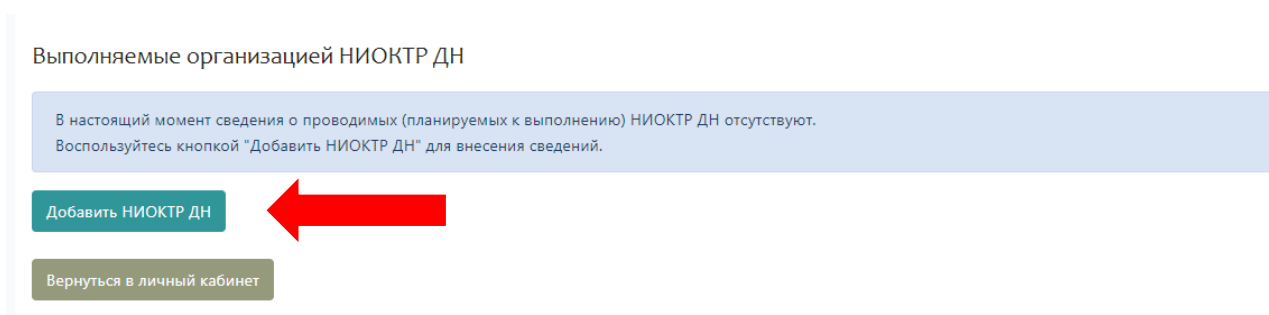 Выполняемые организацией НИОКТР ДН
В настоящий момент сведения о проводимых (планируемых к выполнению) НИОКТР ДН отсутствуют.
Воспользуйтесь кнопкой "Добавить НИОКТР ДН" для внесения сведений.
Добавить НИОКТР ДН
Вернуться в личный кабинет